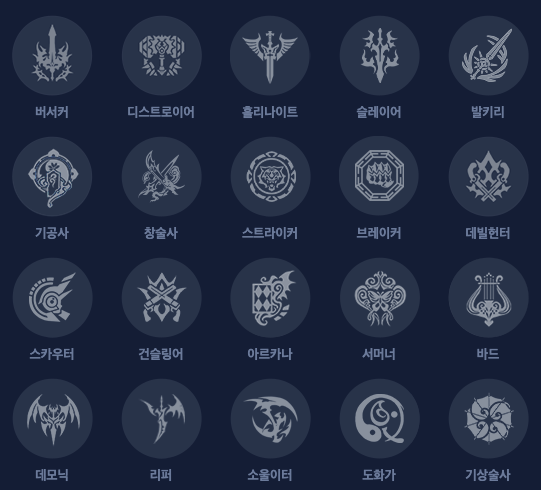 버서커 디스트로이어 홀리나이트 슬레이어 발키리
기공사 창술사 스트라이커 브레이커 데빌헌터
스카우터 건슬링어 아르카나 서머너 바드
데모닉 리퍼 소울이터 도화가 기상술사